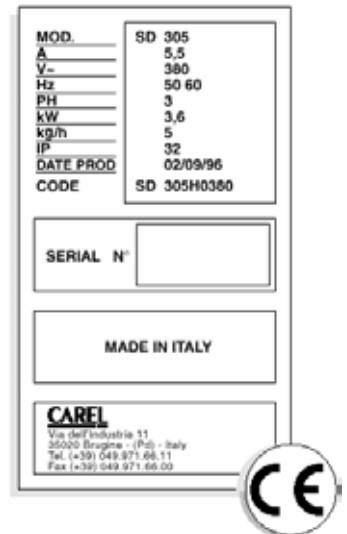 MOD. SD 305
A 5,5
V~ 380
Hz 50 60
PH 3
kW 3,6
kg/h 5
IP 32
DATE PROD 02/09/96
CODE SD 305H0380
SERIAL N°
MADE IN ITALY
CAREL
Via dell'Industria 11
35020 Brugine - (Pd) - Italy
Tel. (+39) 049.971.66.11
Fax (+39) 049.971.66.00
CE